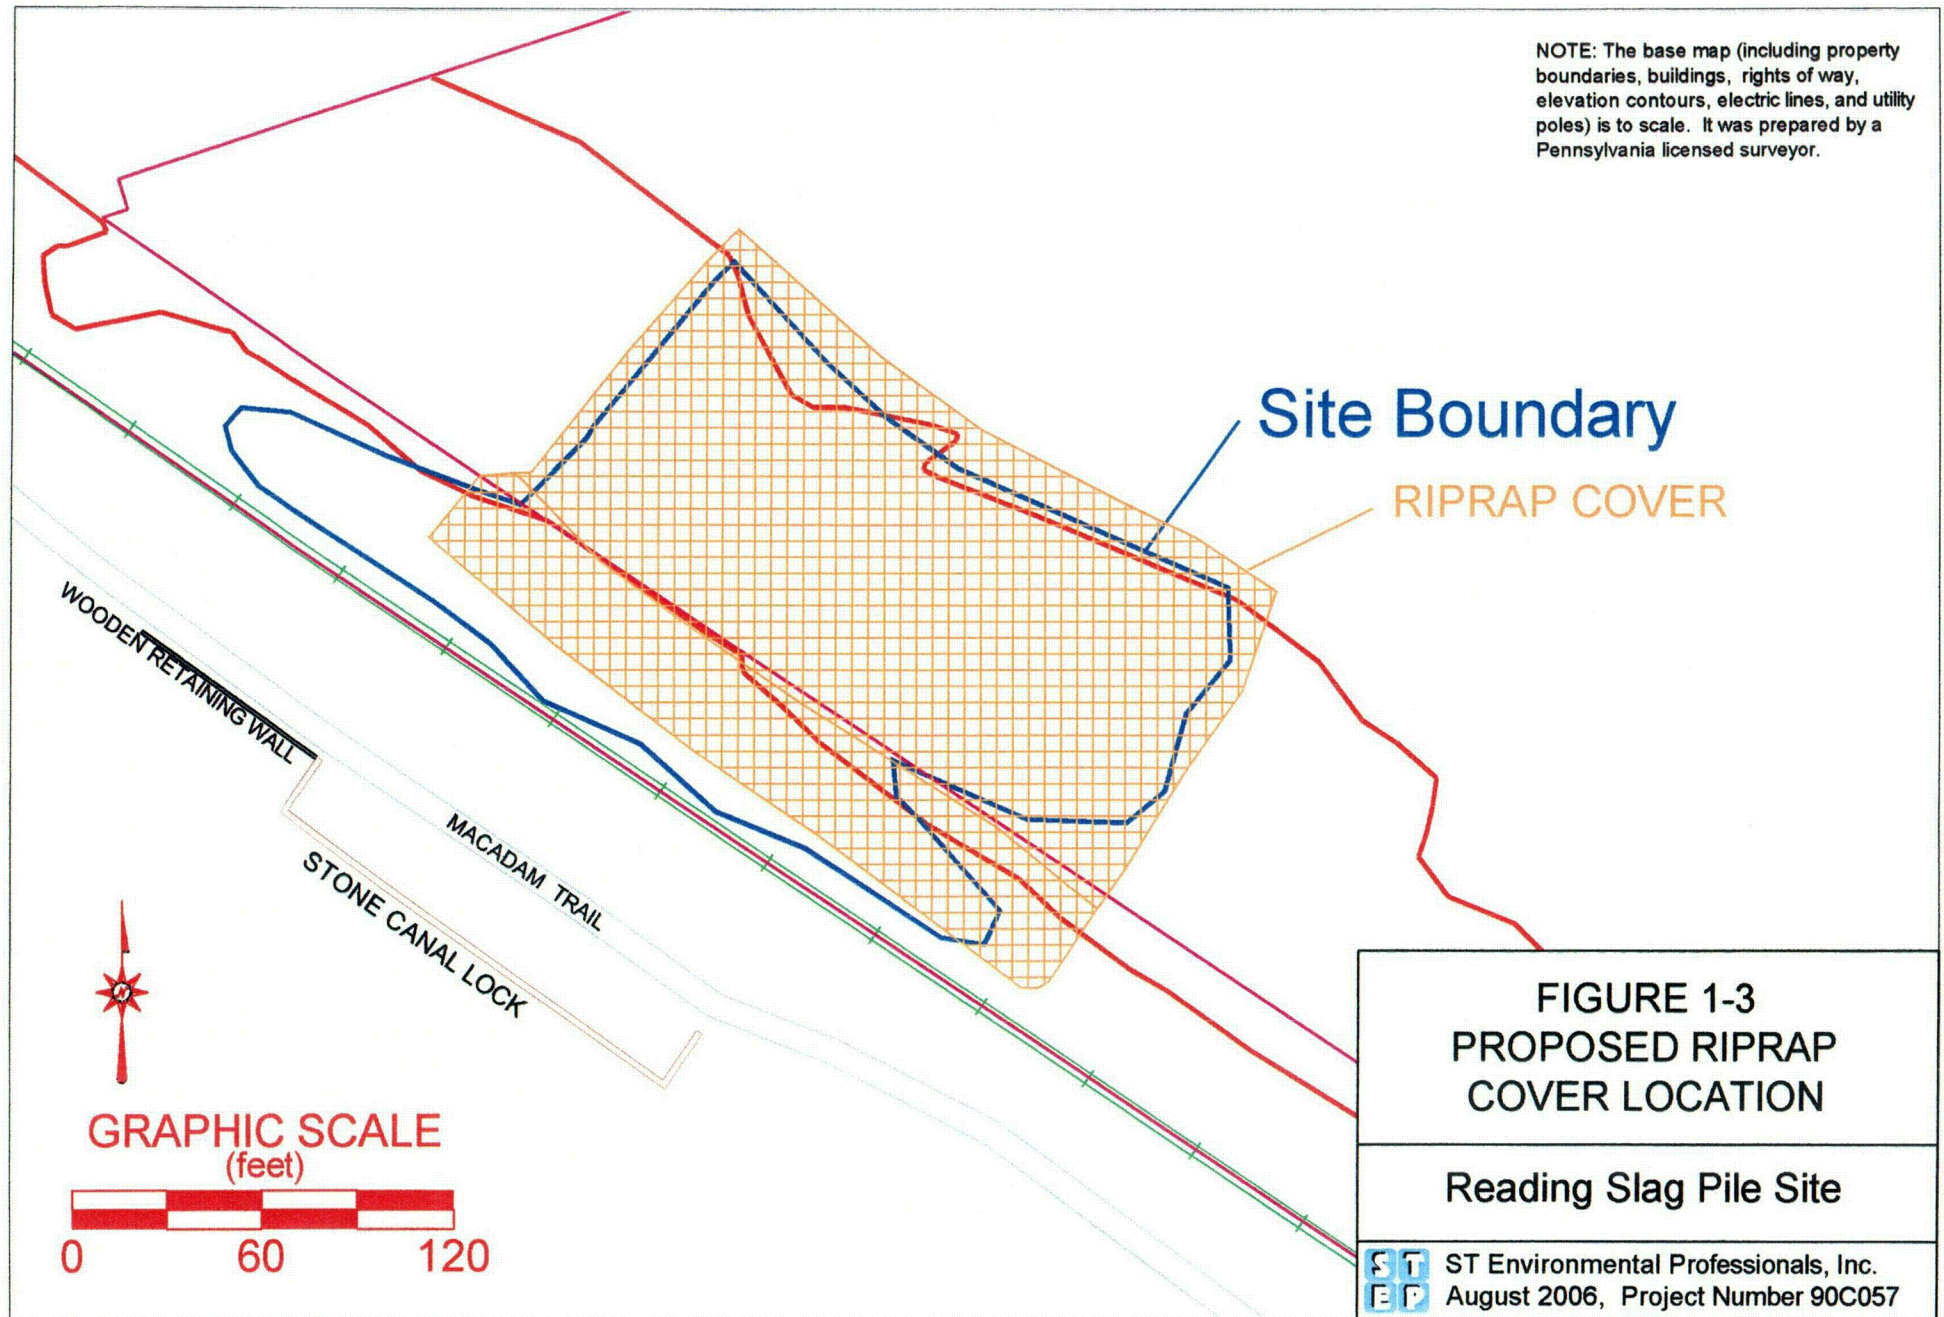 NOTE: The base map (including property
boundaries, buildings, rights of way,
elevation contours, electric lines, and utility
poles) is to scale. It was prepared by a
Pennsylvania licensed surveyor.
Site Boundary
RIPRAP COVER
WOODEN RETAINING WALL
MACADAM TRAIL
STONE CANAL LOCK
GRAPHIC SCALE
(feet)
0 60 120
FIGURE 1-3
PROPOSED RIPRAP
COVER LOCATION
Reading Slag Pile Site
ST
EP
ST Environmental Professionals, Inc.
August 2006, Project Number 90C057